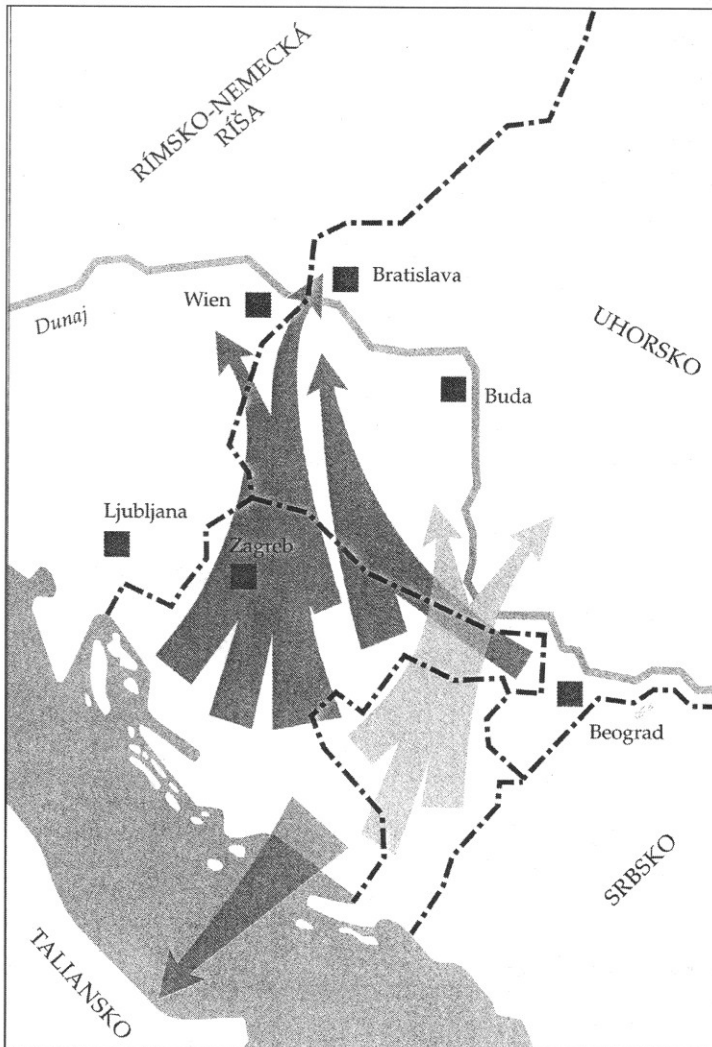 RÍMSKO-NEMECKÁ
RÍŠA
Bratislava
Wien
Dunaj
UHORSKO
Buda
Ljubljana
Zagreb
Beograd
SRBSKO
TALIANSKO